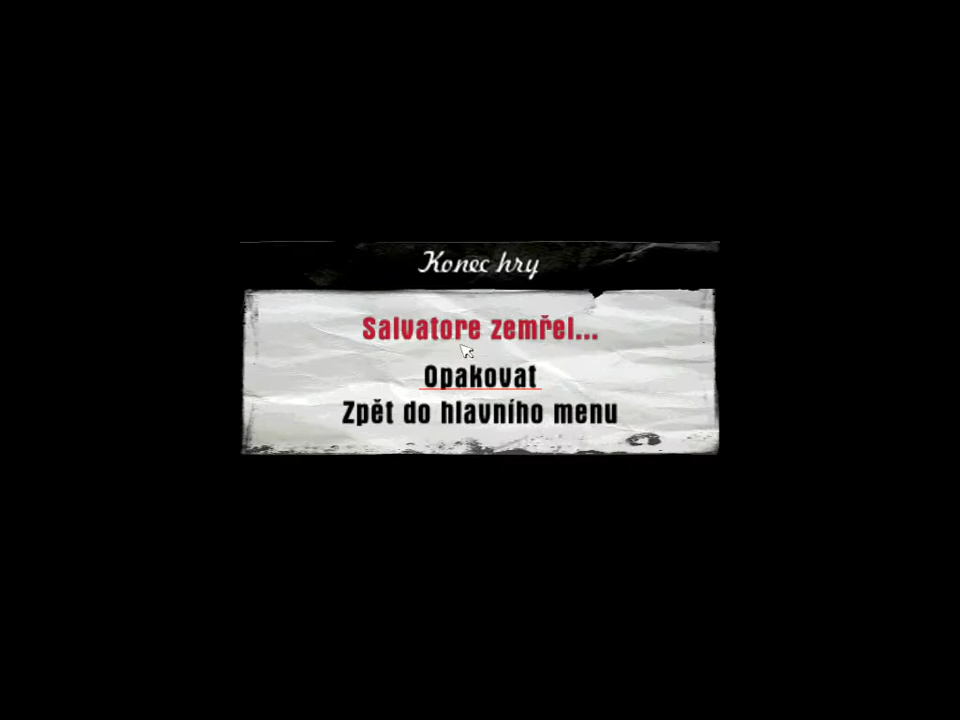 Konec hry
Salvatore zemřel...
Opakovat
Zpět do hlavního menu